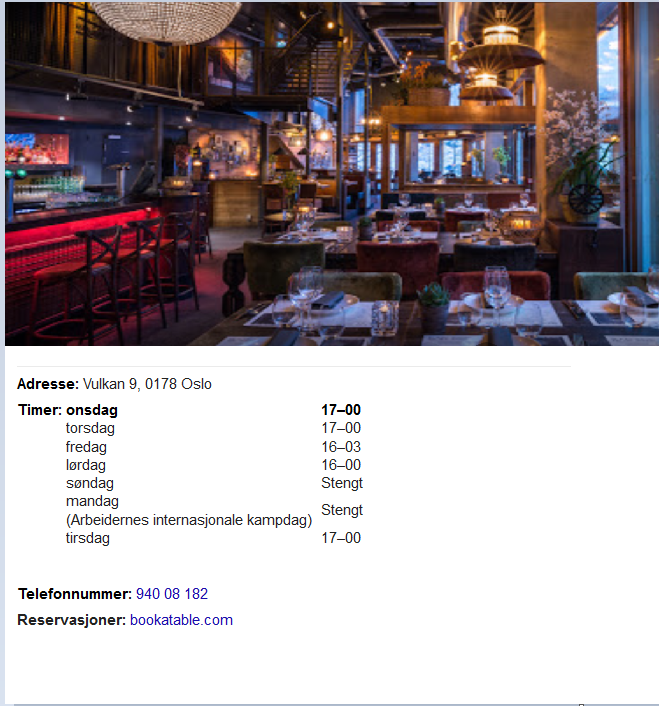 Adresse: Vulkan 9, 0178 Oslo
Timer: onsdag 17–00
torsdag 17–00
fredag 16–03
lørdag 16–00
søndag Stengt
mandag
(Arbeidernes internasjonale kampdag) Stengt
tirsdag 17–00
Telefonnummer: 940 08 182
Reservasjoner: bookatable.com